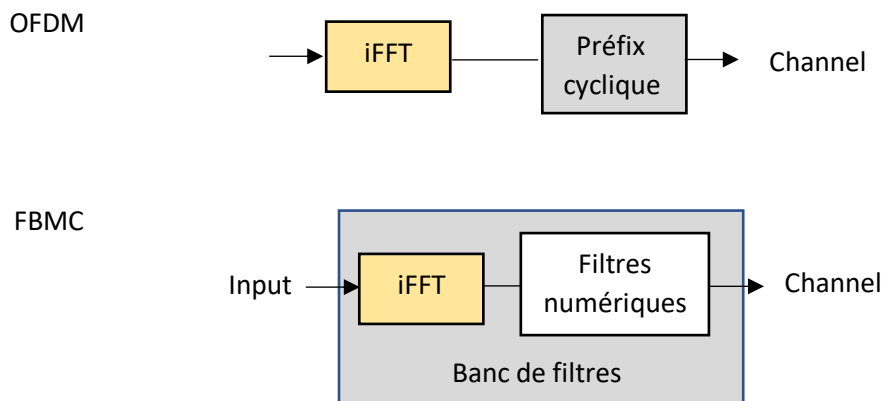 OFDM
iFFT
Préfix
cyclique
Channel
FBMC
Input
iFFT
Filtres
numériques
Channel
Banc de filtres